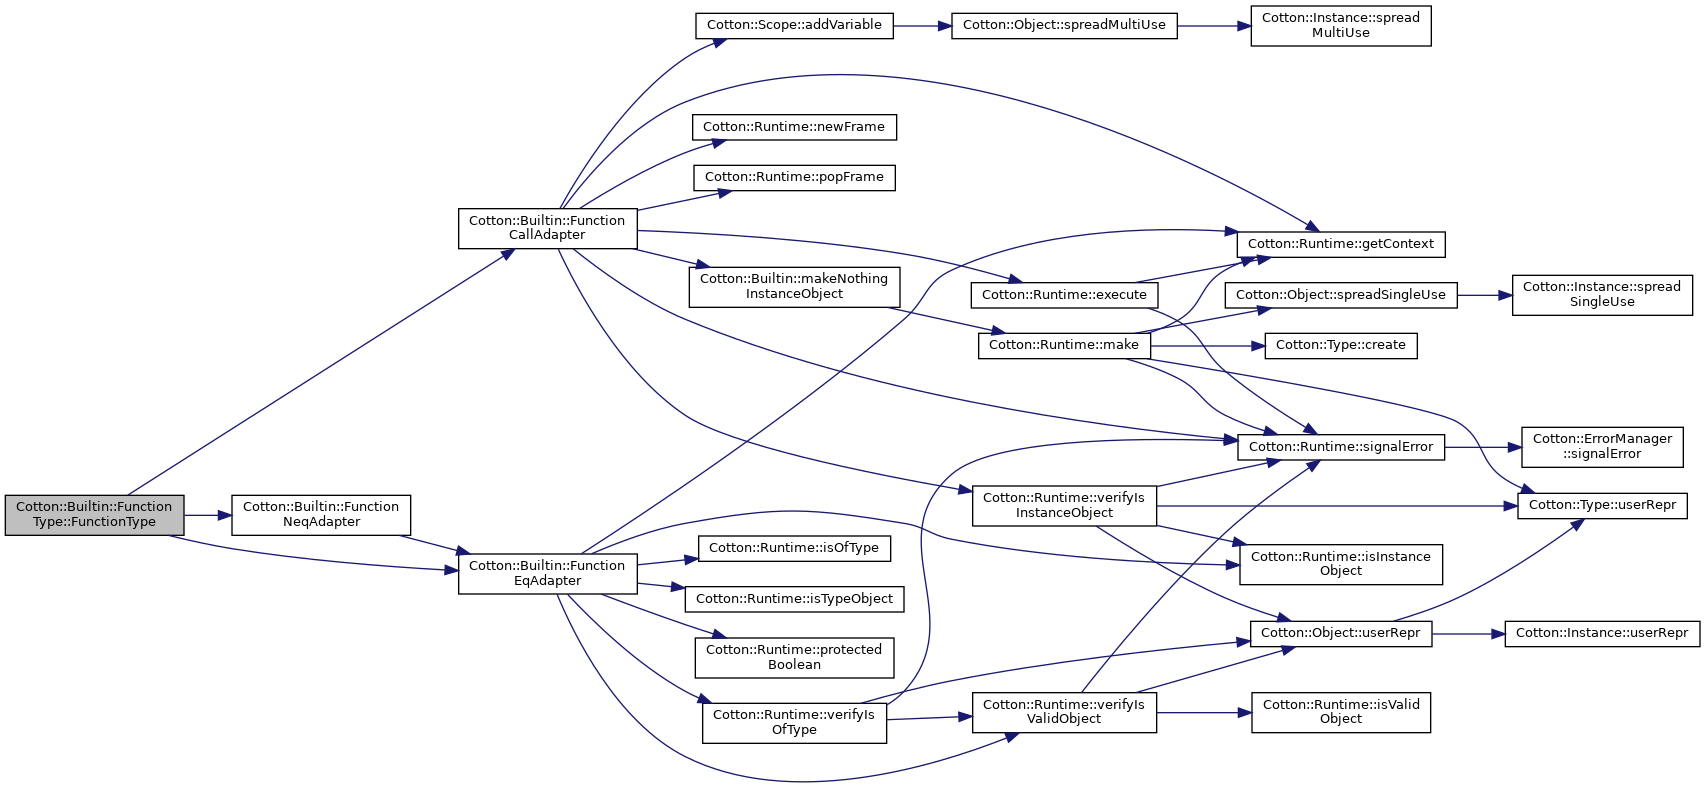 Cotton::Builtin::Function
Type::FunctionType
Cotton::Builtin::Function
NeqAdapter
Cotton::Builtin::Function
CallAdapter
Cotton::Builtin::Function
EqAdapter
Cotton::Scope::addVariable
Cotton::Runtime::newFrame
Cotton::Runtime::popFrame
Cotton::Builtin::makeNothing
InstanceObject
Cotton::Runtime::isOfType
Cotton::Runtime::isTypeObject
Cotton::Runtime::protected
Boolean
Cotton::Runtime::verifyIs
OfType
Cotton::Object::spreadMultiUse
Cotton::Runtime::execute
Cotton::Runtime::make
Cotton::Runtime::verifyIs
InstanceObject
Cotton::Runtime::verifyIs
ValidObject
Cotton::Instance::spread
MultiUse
Cotton::Runtime::getContext
Cotton::Object::spreadSingleUse
Cotton::Type::create
Cotton::Runtime::signalError
Cotton::Runtime::isInstance
Object
Cotton::Object::userRepr
Cotton::Runtime::isValid
Object
Cotton::Instance::spread
SingleUse
Cotton::ErrorManager
::signalError
Cotton::Type::userRepr
Cotton::Instance::userRepr